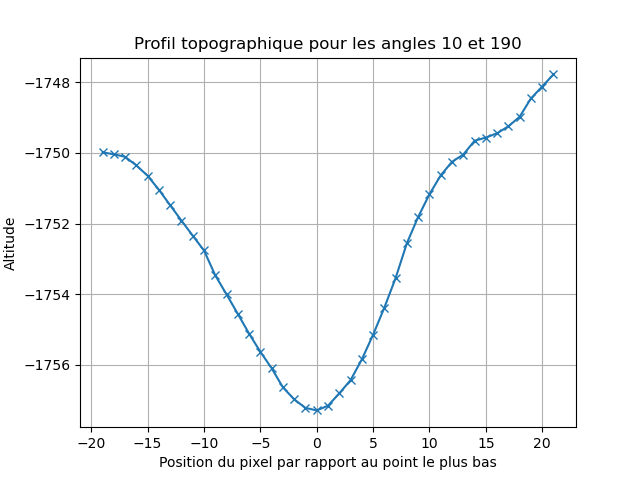 Profil topographique pour les angles 10 et 190
−1748
−1750
−1752
−1754
−1756
Altitude
−20 −15 −10 −5 0 5 10 15 20
Position du pixel par rapport au point le plus bas